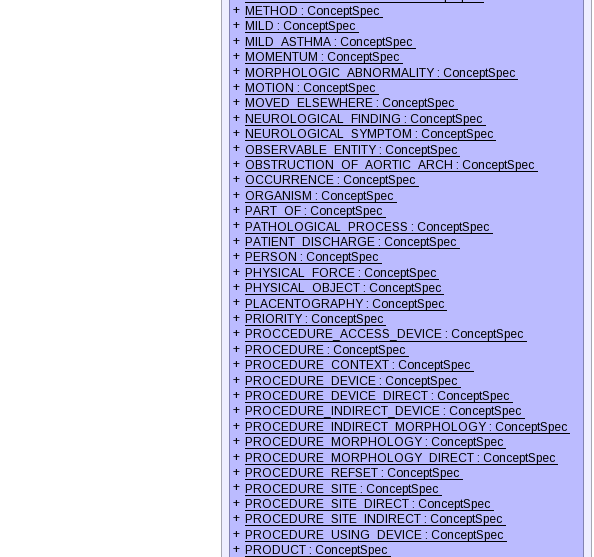 + METHOD : ConceptSpec
+ MILD : ConceptSpec
+ MILD_ASTHMA : ConceptSpec
+ MOMENTUM : ConceptSpec
+ MORPHOLOGIC_ABNORMALITY : ConceptSpec
+ MOTION : ConceptSpec
+ MOVED_ELSEWHERE : ConceptSpec
+ NEUROLOGICAL_FINDING : ConceptSpec
+ NEUROLOGICAL_SYMPTOM : ConceptSpec
+ OBSERVABLE_ENTITY : ConceptSpec
+ OBSTRUCTION_OF_AORTIC_ARCH : ConceptSpec
+ OCCURRENCE : ConceptSpec
+ ORGANISM : ConceptSpec
+ PART_OF : ConceptSpec
+ PATHOLOGICAL_PROCESS : ConceptSpec
+ PATIENT_DISCHARGE : ConceptSpec
+ PERSON : ConceptSpec
+ PHYSICAL_FORCE : ConceptSpec
+ PHYSICAL_OBJECT : ConceptSpec
+ PLACENTOGRAPHY : ConceptSpec
+ PRIORITY : ConceptSpec
+ PROCCEDURE_ACCESS_DEVICE : ConceptSpec
+ PROCEDURE : ConceptSpec
+ PROCEDURE_CONTEXT : ConceptSpec
+ PROCEDURE_DEVICE : ConceptSpec
+ PROCEDURE_DEVICE_DIRECT : ConceptSpec
+ PROCEDURE_INDIRECT_DEVICE : ConceptSpec
+ PROCEDURE_INDIRECT_MORPHOLOGY : ConceptSpec
+ PROCEDURE_MORPHOLOGY : ConceptSpec
+ PROCEDURE_MORPHOLOGY_DIRECT : ConceptSpec
+ PROCEDURE_REFSET : ConceptSpec
+ PROCEDURE_SITE : ConceptSpec
+ PROCEDURE_SITE_DIRECT : ConceptSpec
+ PROCEDURE_SITE_INDIRECT : ConceptSpec
+ PROCEDURE_USING_DEVICE : ConceptSpec
+ PRODUCT : ConceptSpec